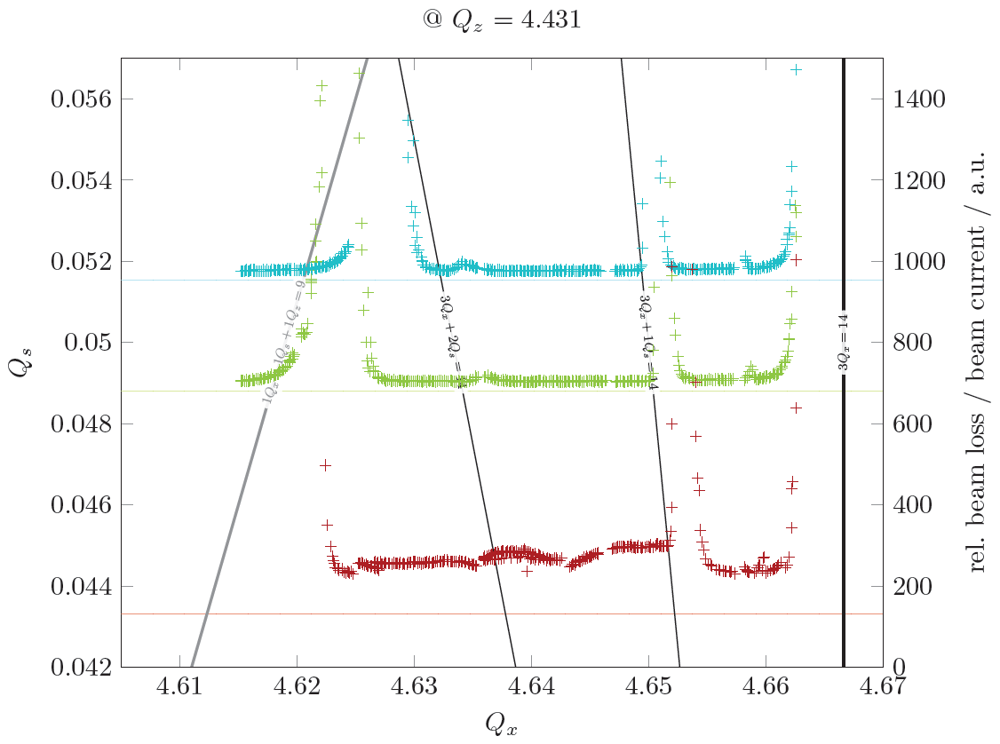 @ Q_z = 4.431
0.056
0.054
0.052
0.05
0.048
0.046
0.044
0.042
Q_s
1400
1200
1000
800
600
400
200
0
rel. beam loss / beam current / a.u.
1Q_x − 1Q_s + 1Q_z = 9
3Q_x + 2Q_s = 14
3Q_x + 1Q_s = 14
3Q_x = 14
4.61
4.62
4.63
4.64
4.65
4.66
4.67
Q_x